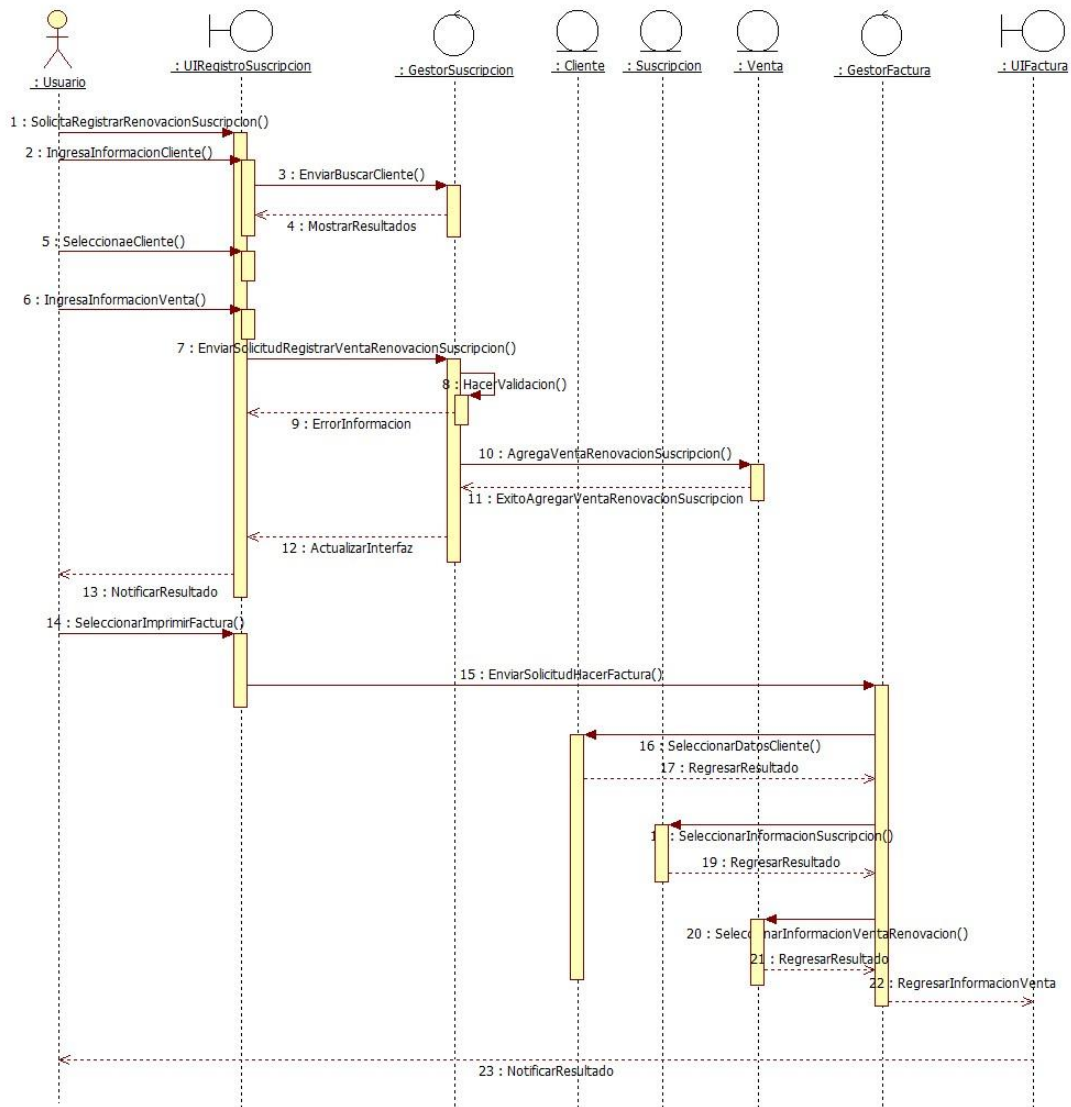 : Usuario
: UIRegistroSuscripcion
: GestorSuscripcion
: Cliente
: Suscripcion
: Venta
: GestorFactura
: UIFactura
1 : SolicitaRegistrarRenovacionSuscripcion()
2 : IngresaInformacionCliente()
3 : EnviarBuscarCliente()
4 : MostrarResultados
5 : SeleccionaeCliente()
6 : IngresaInformacionVenta()
7 : EnviarSolicitudRegistrarVentaRenovacionSuscripcion()
8 : HacerValidacion()
9 : ErrorInformacion
10 : AgregaVentaRenovacionSuscripcion()
11 : ExitoAgregarVentaRenovacionSuscripcion
12 : ActualizarInterfaz
13 : NotificarResultado
14 : SeleccionarImprimirFactura()
15 : EnviarSolicitudHacerFactura()
16 : SeleccionarDatosCliente()
17 : RegresarResultado
: SeleccionarInformacionSuscripcion()
19 : RegresarResultado
20 : SeleccionarInformacionVentaRenovacion()
21 : RegresarResultado
22 : RegresarInformacionVenta
23 : NotificarResultado